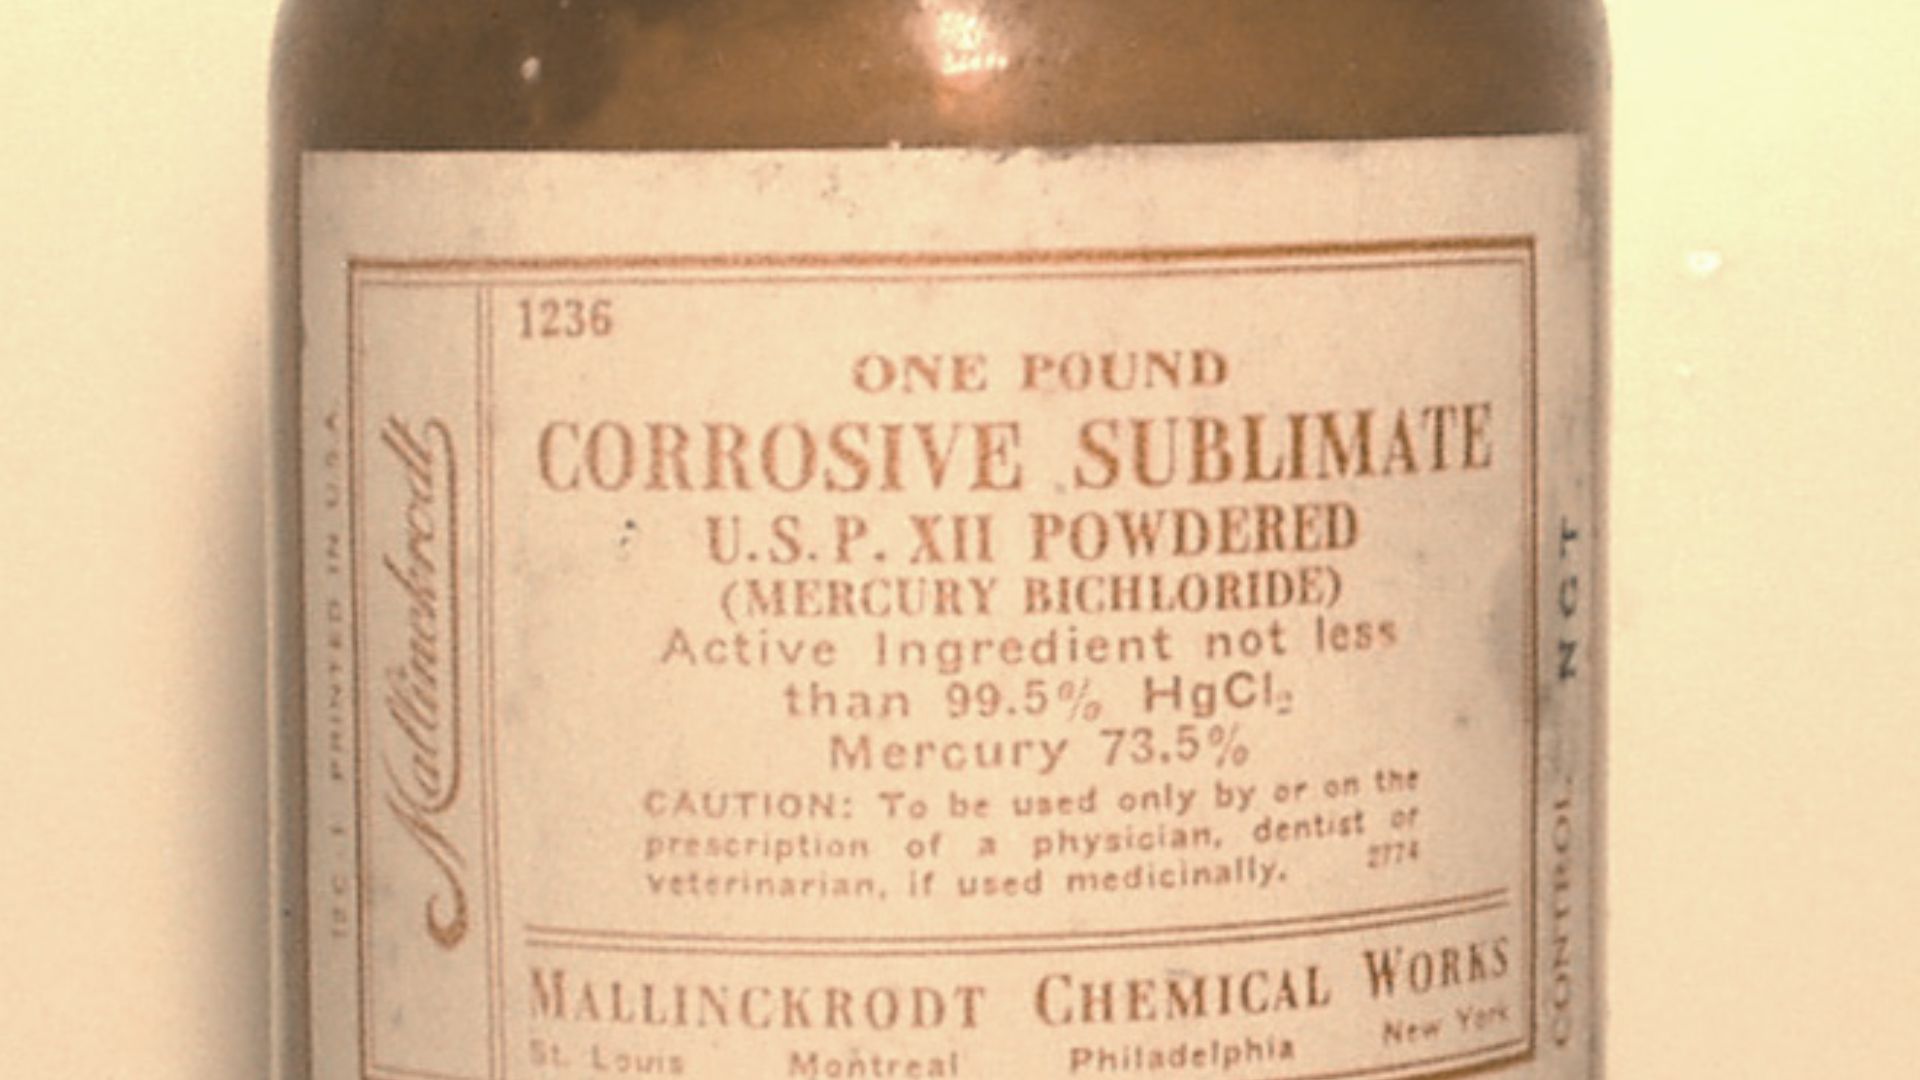 1236
ONE POUND
CORROSIVE SUBLIMATE
U.S.P. XII POWDERED
(MERCURY BICHLORIDE)
Active Ingredient not less
than 99.5% HgCl₂
Mercury 73.5%
CAUTION: To be used only by or on the
prescription of a physician, dentist or
veterinarian, if used medicinally. 2774
MALLINCKRODT CHEMICAL WORKS
St. Louis Montreal Philadelphia New York
Mallinckrodt
PRINTED IN U.S.A.
CONTROL NCT